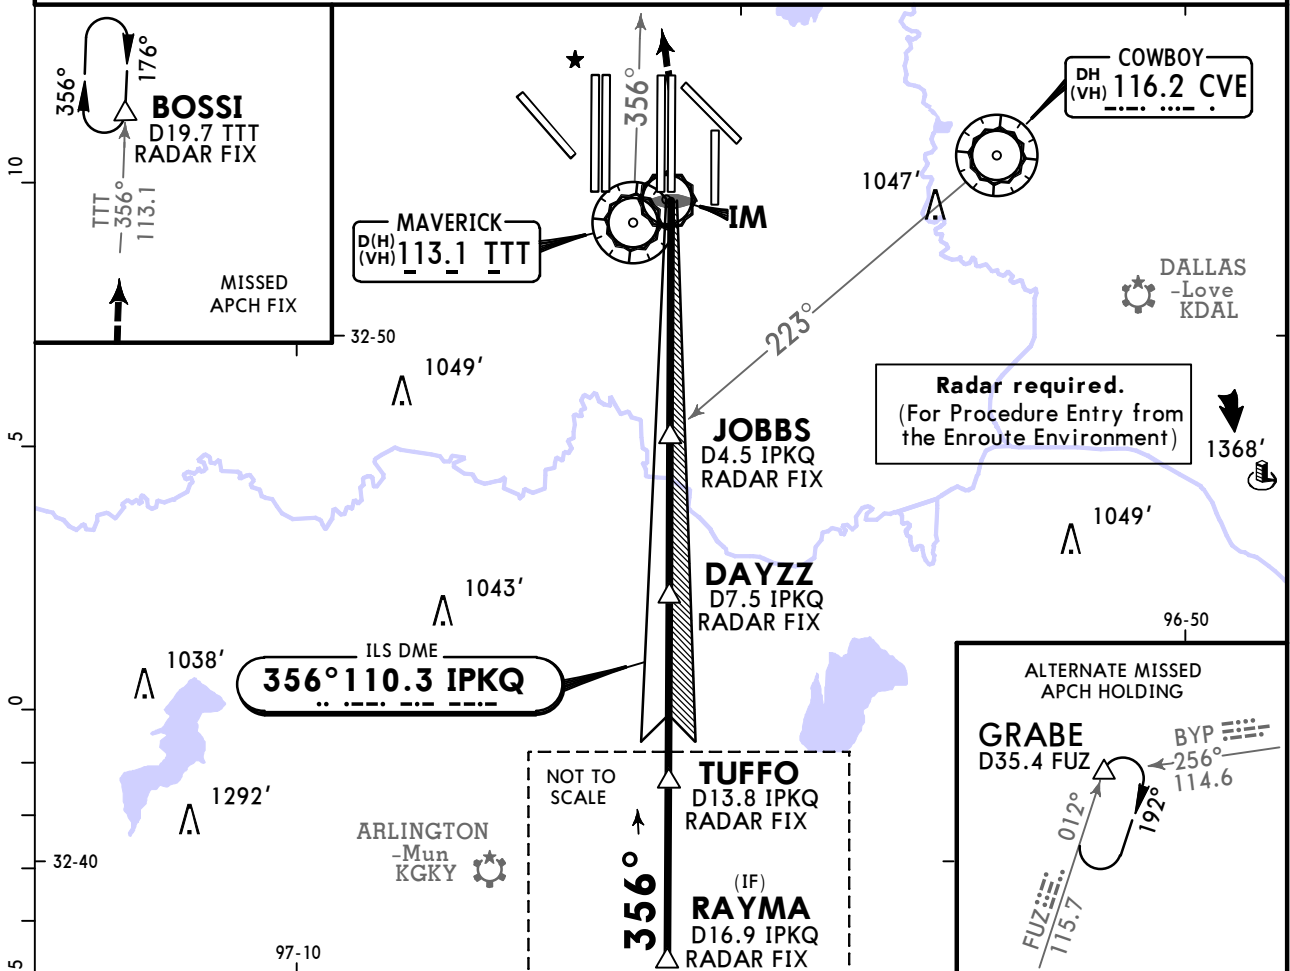 356°
176°
BOSSI
D19.7 TTT
RADAR FIX
TTT
356°
113.1
MISSED
APCH FIX
356°
COWBOY
DH
(VH)
116.2 CVE
1047'
MAVERICK
D(H)
(VH)
113.1 TTT
IM
DALLAS
-Love
KDAL
223°
10
32-50
1049'
Radar required.
(For Procedure Entry from
the Enroute Environment)
JOBBS
D4.5 IPKQ
RADAR FIX
5
1368'
1049'
DAYZZ
D7.5 IPKQ
RADAR FIX
1043'
96-50
ILS DME
356° 110.3 IPKQ
1038'
0
ALTERNATE MISSED
APCH HOLDING
GRABE
D35.4 FUZ
BYP
256°
114.6
012°
192°
FUZ
115.7
NOT TO
SCALE
TUFFO
D13.8 IPKQ
RADAR FIX
1292'
ARLINGTON
-Mun
KGKY
32-40
356°
(IF)
RAYMA
D16.9 IPKQ
RADAR FIX
97-10
5